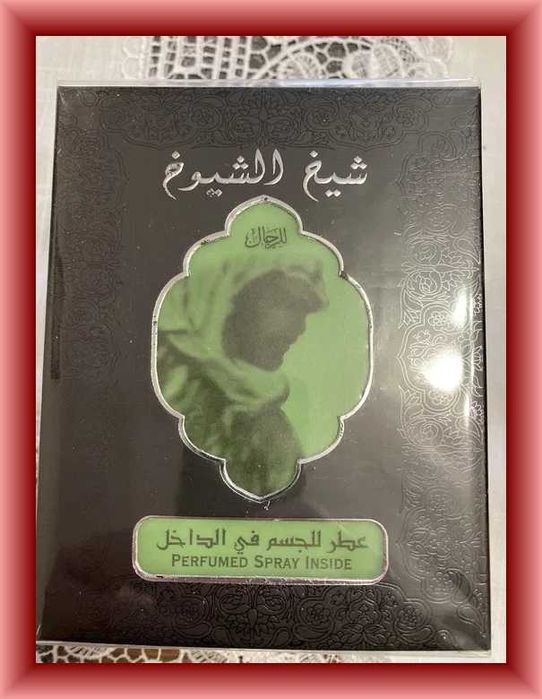 شيخ الشيوخ
للرجال
عطر للجسم في الداخل
PERFUMED SPRAY INSIDE